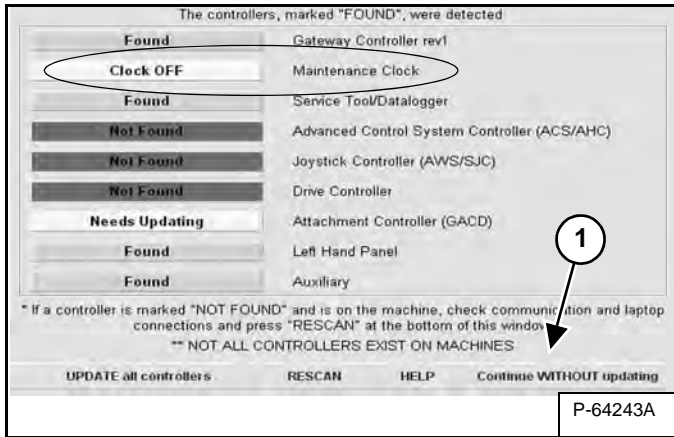 The controllers, marked "FOUND", were detected
Found Gateway Controller rev1
Clock OFF Maintenance Clock
Found Service Tool/Datalogger
Not Found Advanced Control System Controller (ACS/AHC)
Not Found Joystick Controller (AWS/SJC)
Not Found Drive Controller
Needs Updating Attachment Controller (GACD)
Found Left Hand Panel
Found Auxiliary
1
* If a controller is marked "NOT FOUND" and is on the machine, check communication and laptop
connections and press "RESCAN" at the bottom of this window
** NOT ALL CONTROLLERS EXIST ON MACHINES
UPDATE all controllers RESCAN HELP Continue WITHOUT updating
P-64243A